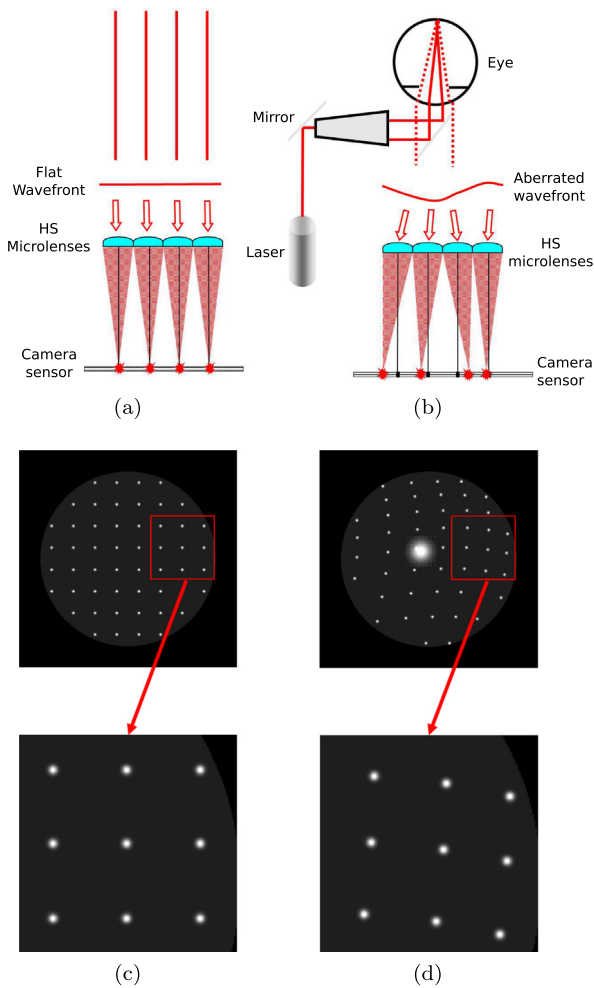 Flat
Wavefront
HS
Microlenses
Camera
sensor
(a)
Eye
Mirror
Laser
Aberrated
wavefront
HS
microlenses
Camera
sensor
(b)
(c)
(d)